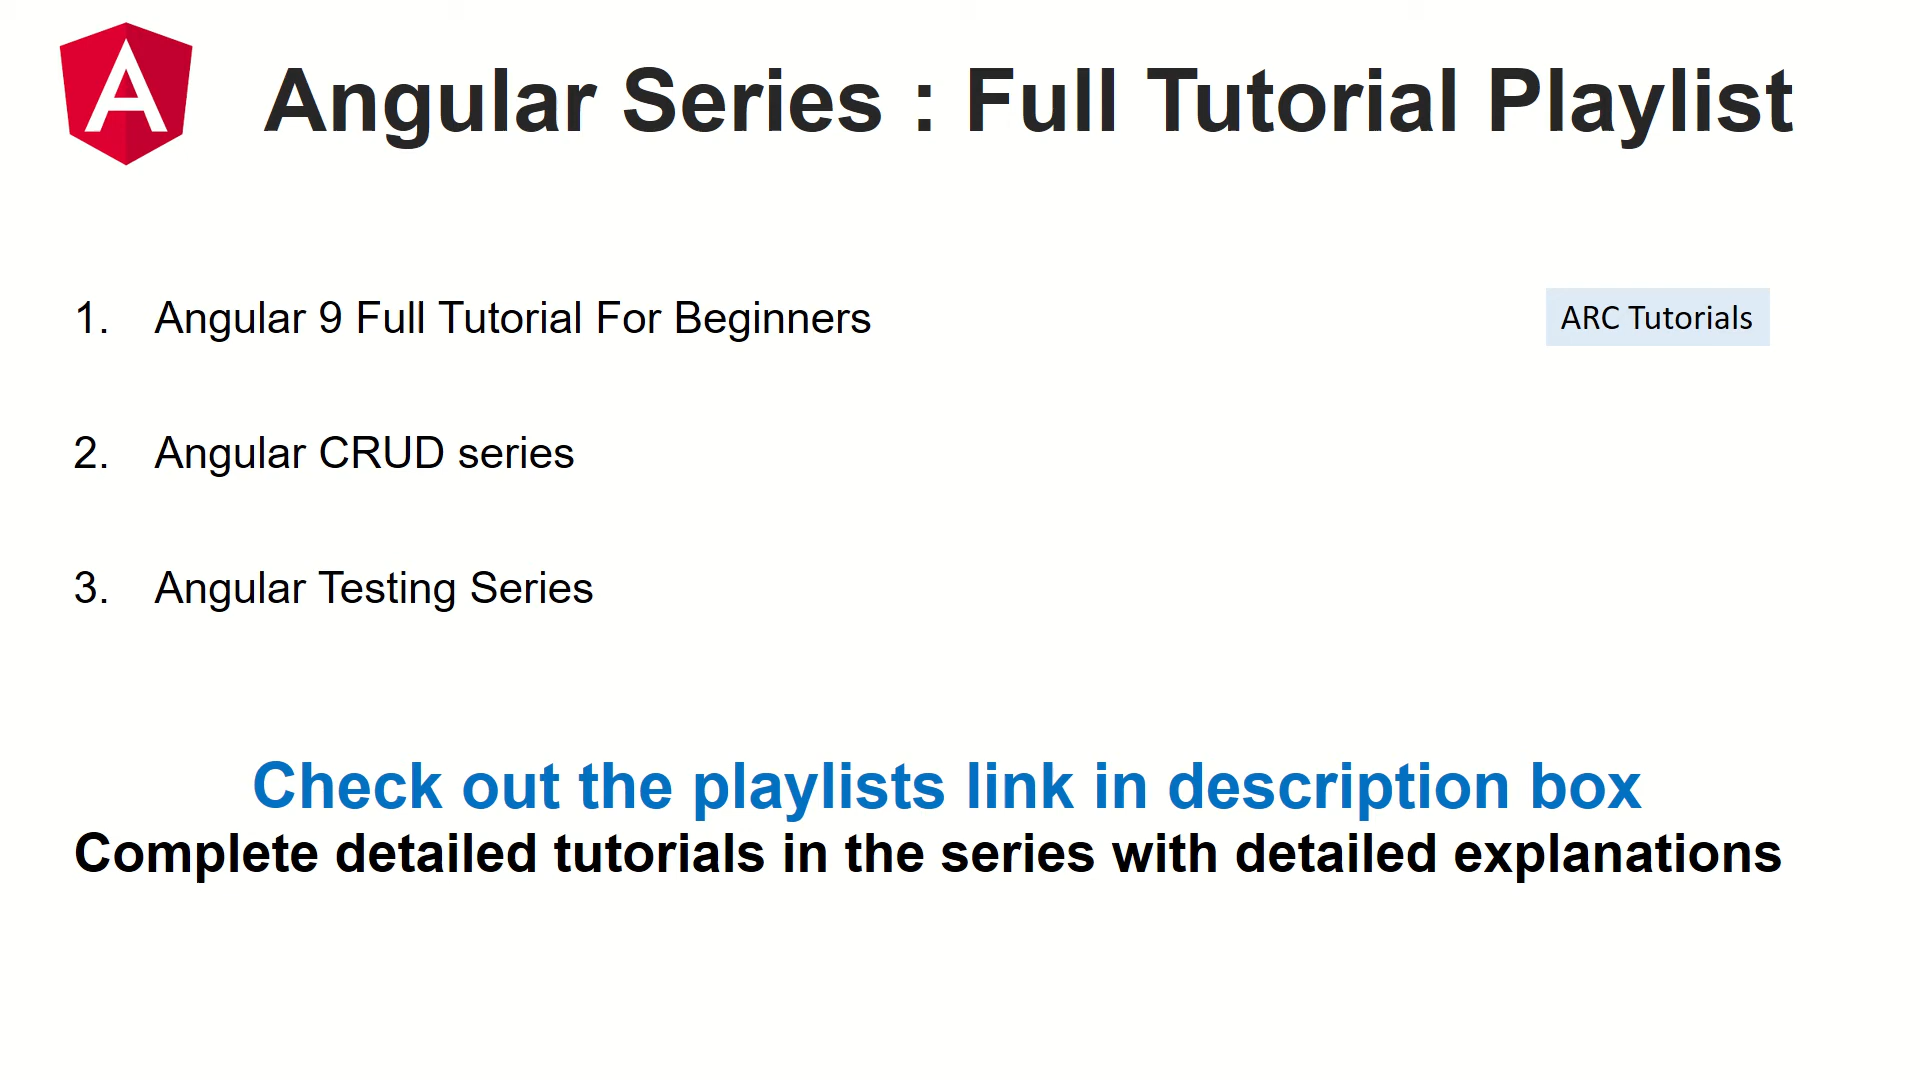 Angular Series : Full Tutorial Playlist
1. Angular 9 Full Tutorial For Beginners
ARC Tutorials
2. Angular CRUD series
3. Angular Testing Series
Check out the playlists link in description box
Complete detailed tutorials in the series with detailed explanations